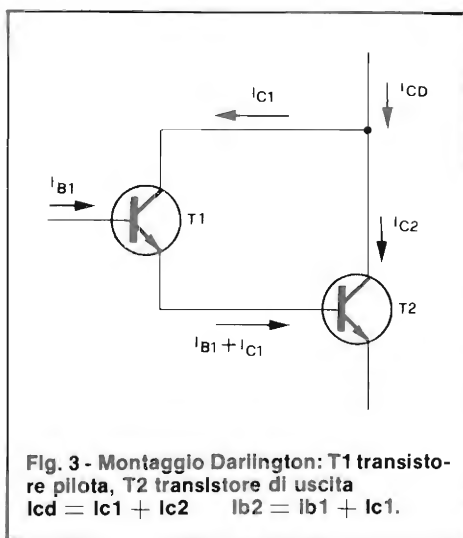 IC1
ICD
IB1
T1
IC2
T2
IB1 + IC1
Fig. 3 - Montaggio Darlington: T1 transisto-
re pilota, T2 transistore di uscita
Icd = Ic1 + Ic2 Ib2 = ib1 + Ic1.